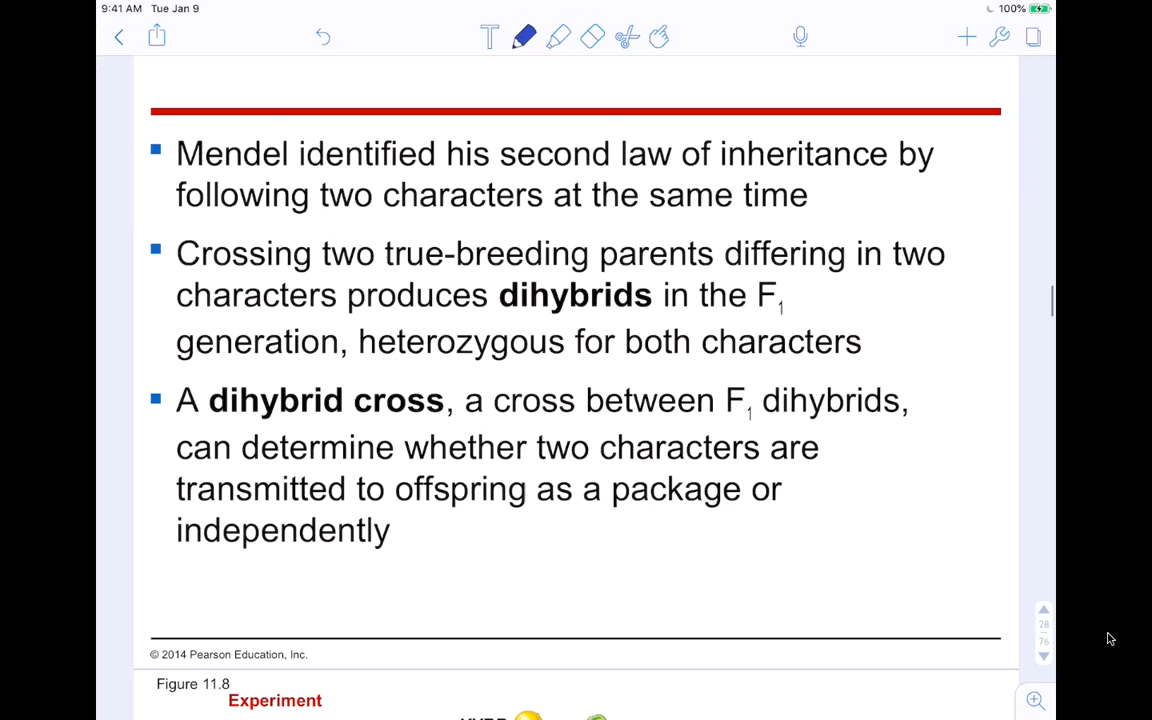 9:41 AM Tue Jan 9
100%
Mendel identified his second law of inheritance by
following two characters at the same time
Crossing two true-breeding parents differing in two
characters produces dihybrids in the F1
generation, heterozygous for both characters
A dihybrid cross, a cross between F1 dihybrids,
can determine whether two characters are
transmitted to offspring as a package or
independently
28
76
© 2014 Pearson Education, Inc.
Figure 11.8
Experiment